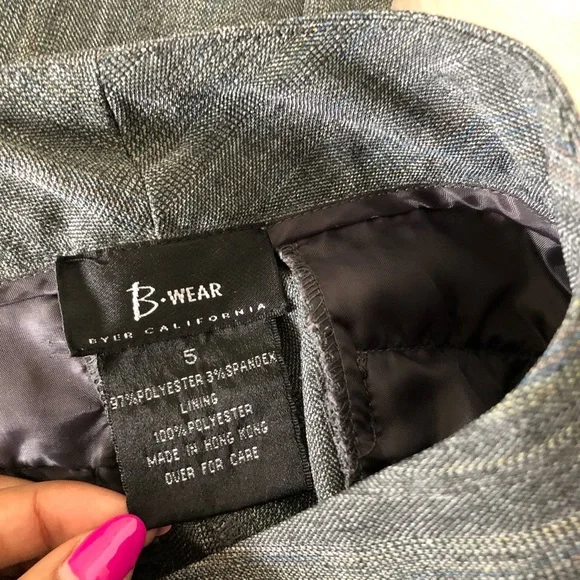 B·WEAR
BYER CALIFORNIA
5
97%POLYESTER 3%SPANDEX
LINING
100%POLYESTER
MADE IN HONG KONG
OVER FOR CARE